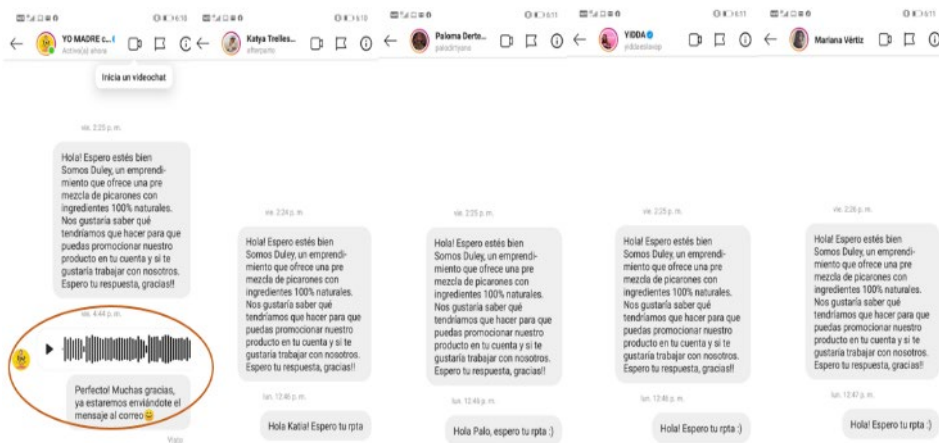 6:10
YO MADRE c...
Activo(a) ahora
Inicia un videochat
vie. 2:25 p. m.
Hola! Espero estés bien
Somos Duley, un emprendi-
miento que ofrece una pre
mezcla de picarones con
ingredientes 100% naturales.
Nos gustaría saber qué
tendríamos que hacer para que
puedas promocionar nuestro
producto en tu cuenta y si te
gustaría trabajar con nosotros.
Espero tu respuesta, gracias!!
vie. 4:44 p. m.
Perfecto! Muchas gracias,
ya estaremos enviándote el
mensaje al correo😊
Visto
6:10
Katya Trelles...
afterparto
vie. 2:24 p. m.
Hola! Espero estés bien
Somos Duley, un emprendi-
miento que ofrece una pre
mezcla de picarones con
ingredientes 100% naturales.
Nos gustaría saber qué
tendríamos que hacer para que
puedas promocionar nuestro
producto en tu cuenta y si te
gustaría trabajar con nosotros.
Espero tu respuesta, gracias!!
lun. 12:46 p. m.
Hola Katia! Espero tu rpta
6:11
Paloma Derte...
vie. 2:25 p. m.
Hola! Espero estés bien
Somos Duley, un emprendi-
miento que ofrece una pre
mezcla de picarones con
ingredientes 100% naturales.
Nos gustaría saber qué
tendríamos que hacer para que
puedas promocionar nuestro
producto en tu cuenta y si te
gustaría trabajar con nosotros.
Espero tu respuesta, gracias!!
lun. 12:46 p. m.
Hola Palo, espero tu rpta :)
6:11
YIDDA
yiddaeslavap
vie. 2:25 p. m.
Hola! Espero estés bien
Somos Duley, un emprendi-
miento que ofrece una pre
mezcla de picarones con
ingredientes 100% naturales.
Nos gustaría saber qué
tendríamos que hacer para que
puedas promocionar nuestro
producto en tu cuenta y si te
gustaría trabajar con nosotros.
Espero tu respuesta, gracias!!
lun. 12:46 p. m.
Hola! Espero tu rpta :)
6:11
Mariana Vértiz
vie. 2:26 p. m.
Hola! Espero estés bien
Somos Duley, un emprendi-
miento que ofrece una pre
mezcla de picarones con
ingredientes 100% naturales.
Nos gustaría saber qué
tendríamos que hacer para que
puedas promocionar nuestro
producto en tu cuenta y si te
gustaría trabajar con nosotros.
Espero tu respuesta, gracias!!
lun. 12:47 p. m.
Hola! Espero tu rpta :)